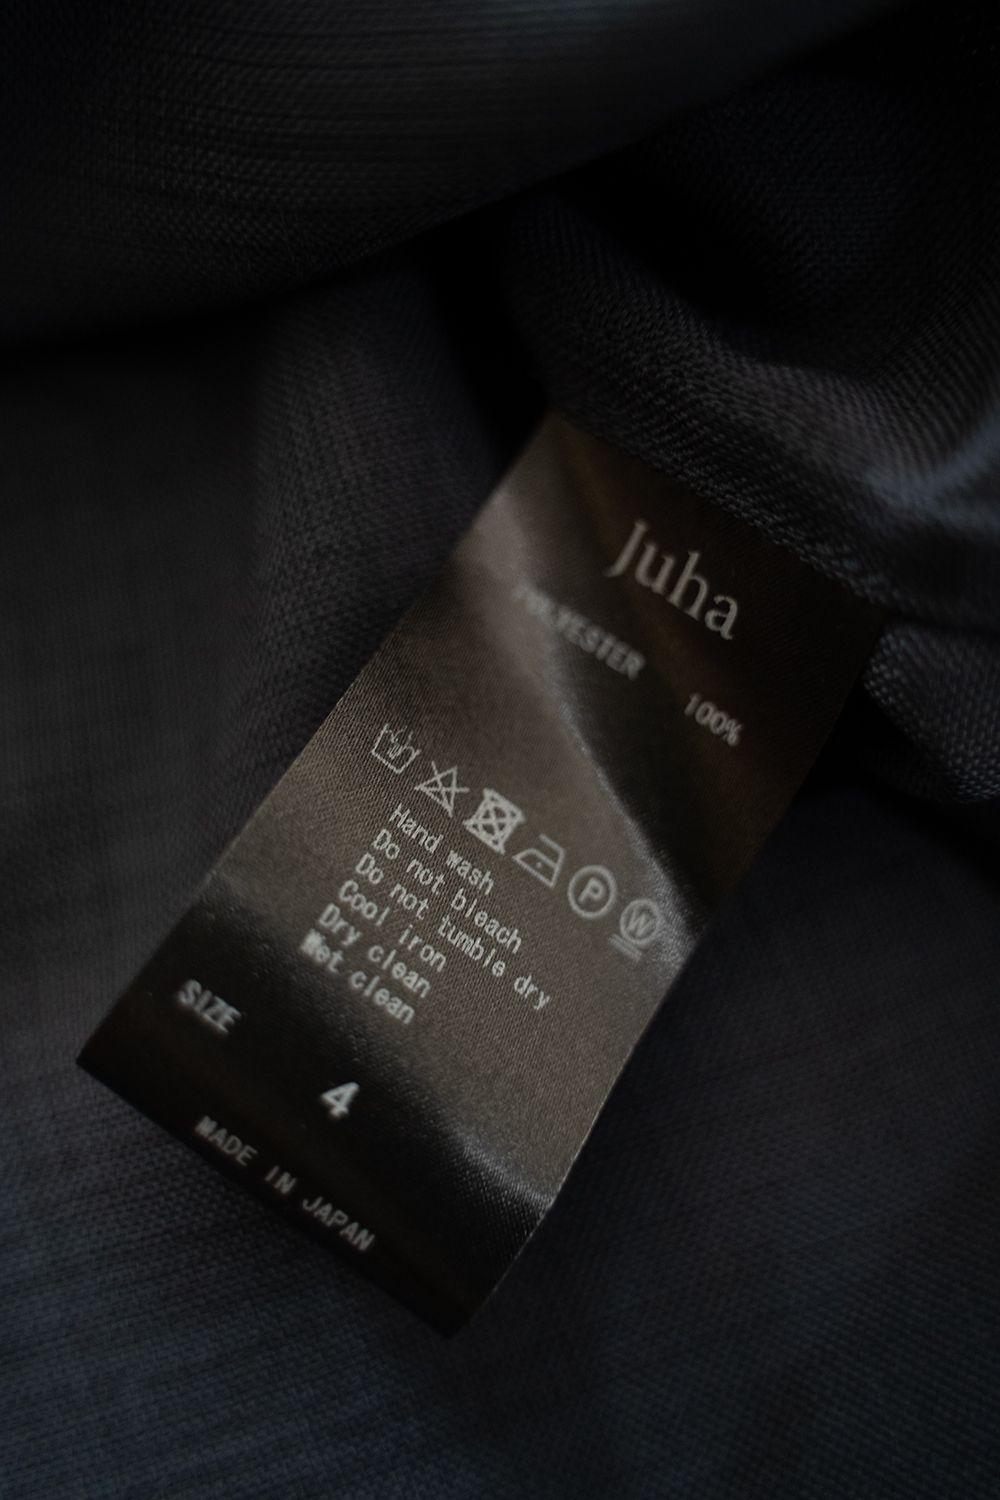 Juha
POLYESTER 100%
P W
Hand wash
Do not bleach
Do not tumble dry
Cool iron
Dry clean
Wet clean
SIZE
4
MADE IN JAPAN